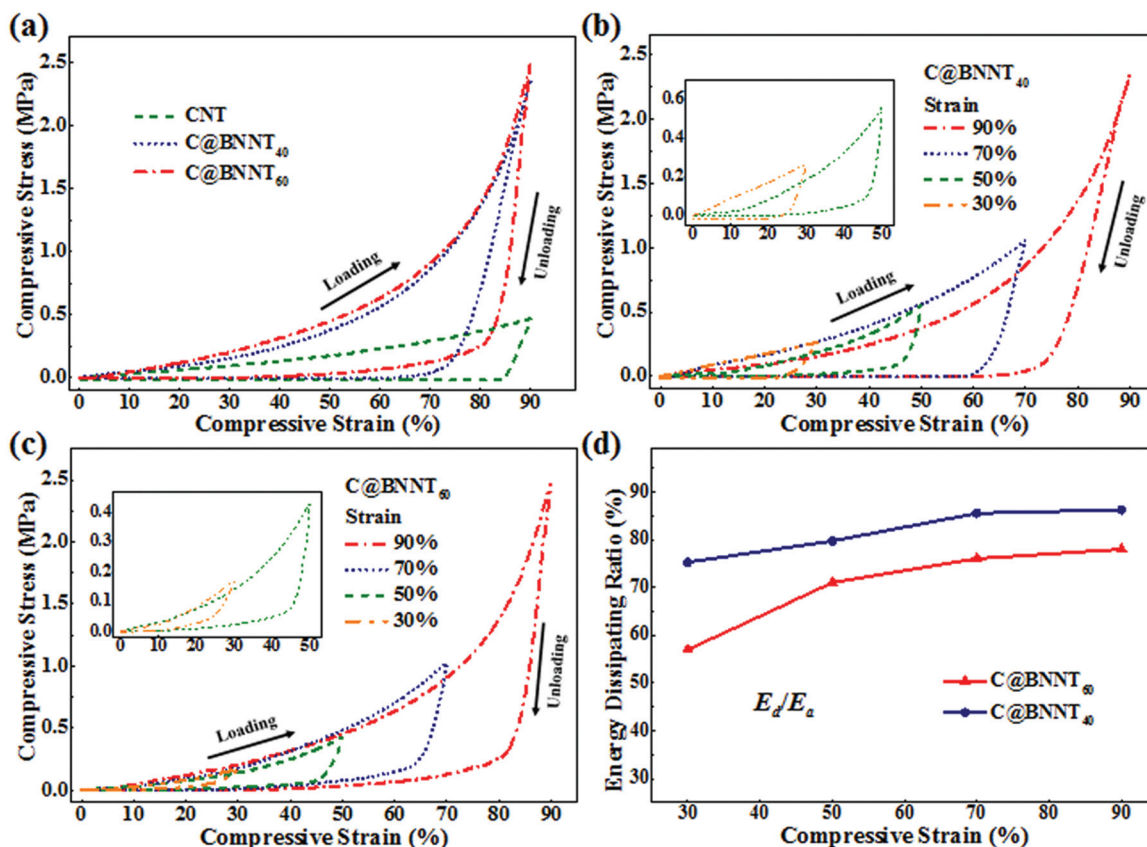 (a)
Compressive Stress (MPa)
2.5
2.0
1.5
1.0
0.5
0.0
CNT
C@BNNT40
C@BNNT60
Loading
Unloading
0 10 20 30 40 50 60 70 80 90
Compressive Strain (%)
(b)
Compressive Stress (MPa)
2.5
2.0
1.5
1.0
0.5
0.0
0.6
0.4
0.2
0.0
0 10 20 30 40 50
C@BNNT40
Strain
90%
70%
50%
30%
Loading
Unloading
0 10 20 30 40 50 60 70 80 90
Compressive Strain (%)
(c)
Compressive Stress (MPa)
2.5
2.0
1.5
1.0
0.5
0.0
0.4
0.3
0.2
0.1
0.0
0 10 20 30 40 50
C@BNNT60
Strain
90%
70%
50%
30%
Loading
Unloading
0 10 20 30 40 50 60 70 80 90
Compressive Strain (%)
(d)
Energy Dissipating Ratio (%)
90
80
70
60
50
40
30
Ed/Ea
C@BNNT60
C@BNNT40
30 40 50 60 70 80 90
Compressive Strain (%)